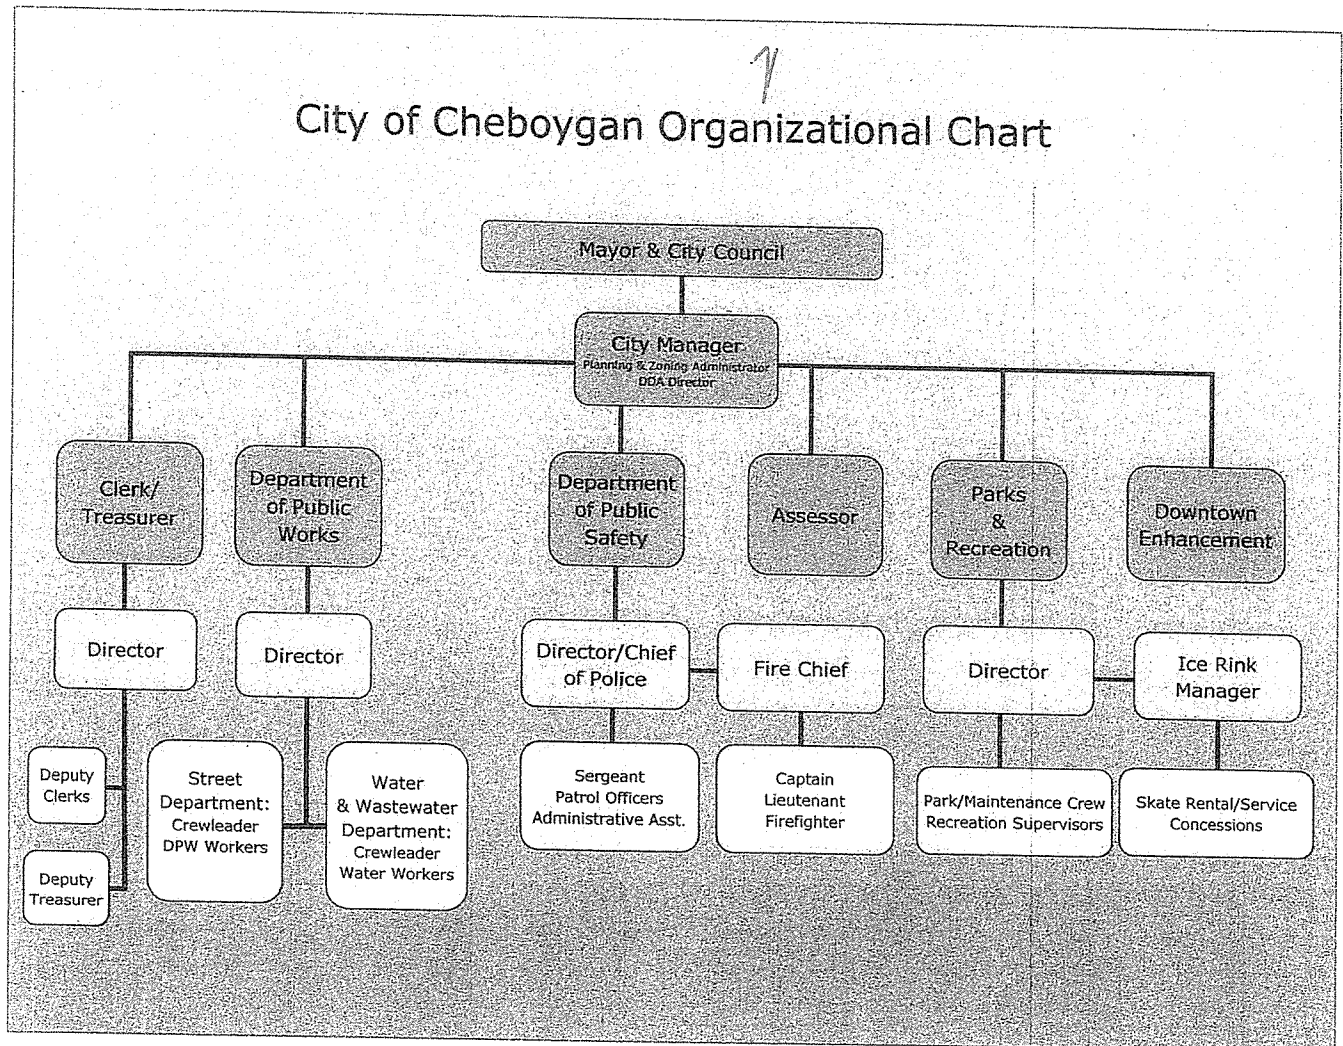 City of Cheboygan Organizational Chart
Mayor & City Council
City Manager
Planning & Zoning Administrator
DDA Director
Clerk/
Treasurer
Department
of Public
Works
Department
of Public
Safety
Assessor
Parks
&
Recreation
Downtown
Enhancement
Director
Director
Director/Chief
of Police
Fire Chief
Director
Ice Rink
Manager
Deputy
Clerks
Deputy
Treasurer
Street
Department:
Crewleader
DPW Workers
Water
& Wastewater
Department:
Crewleader
Water Workers
Sergeant
Patrol Officers
Administrative Asst.
Captain
Lieutenant
Firefighter
Park/Maintenance Crew
Recreation Supervisors
Skate Rental/Service
Concessions